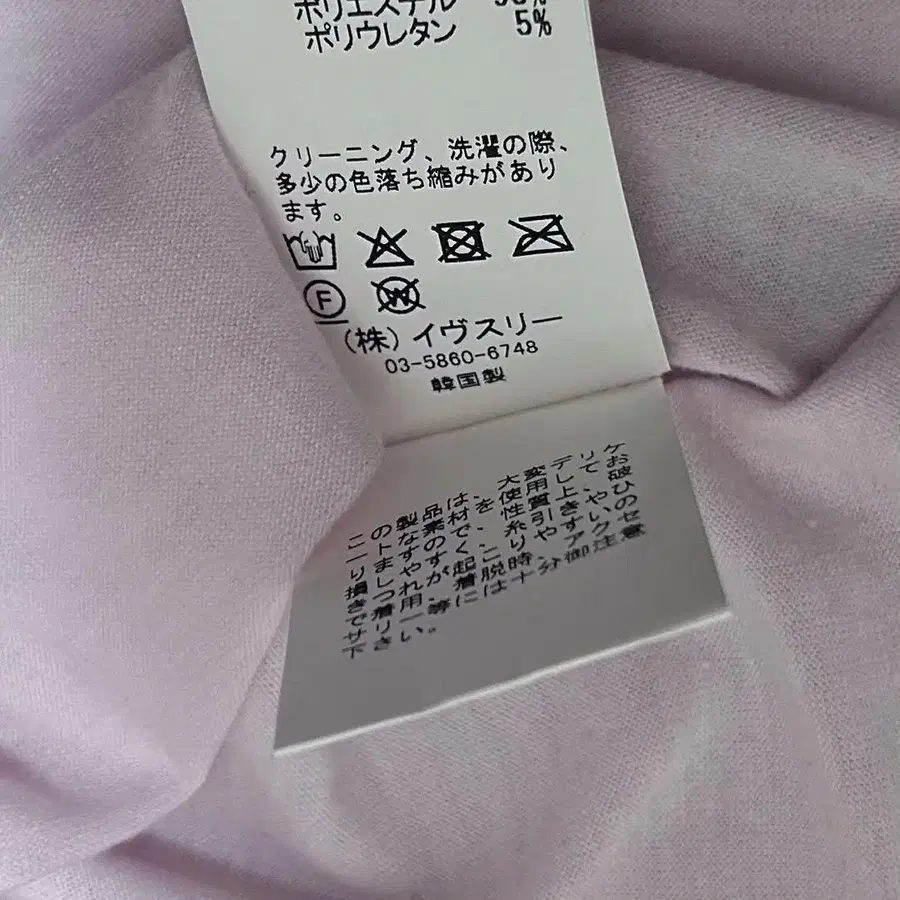 ポリエステル
ポリウレタン 5%
クリーニング、洗濯の際、
多少の色落ち縮みがあり
ます。
F W
(株)イヴスリー
03-5860-6748
韓国製
この製品は、大変デリケ
ートな素材を使用してお
りますので、性質上、破
損しやすく、糸引きやひ
きつれが起こりやすいの
で着用、着脱時、アクセ
サリー等には十分御注意
下さい。